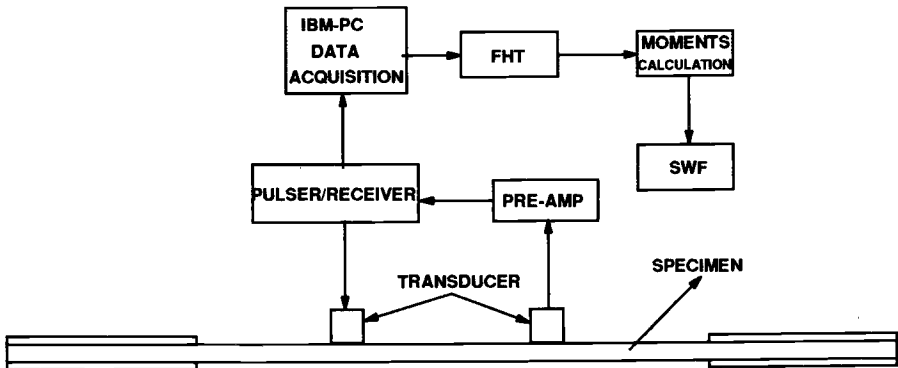 IBM-PC
DATA
ACQUISITION
FHT
MOMENTS
CALCULATION
SWF
PULSER/RECEIVER
PRE-AMP
TRANSDUCER
SPECIMEN